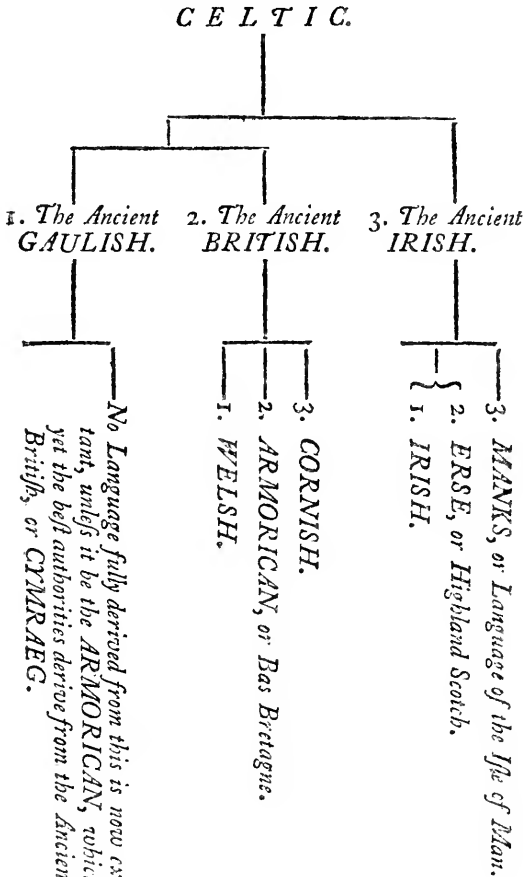 CELTIC.
1. The Ancient
GAULISH.
2. The Ancient
BRITISH.
3. The Ancient
IRISH.
No Language fully derived from this is now ex
tant, unleſs it be the ARMORICAN, whic
yet the beſt authorities derive from the Ancien
Britiſh, or CYMRAEG.
1. WELSH.
2. ARMORICAN, or Bas Bretagne.
3. CORNISH.
1. IRISH.
2. ERSE, or Highland Scotch.
3. MANKS, or Language of the Iſle of Man.